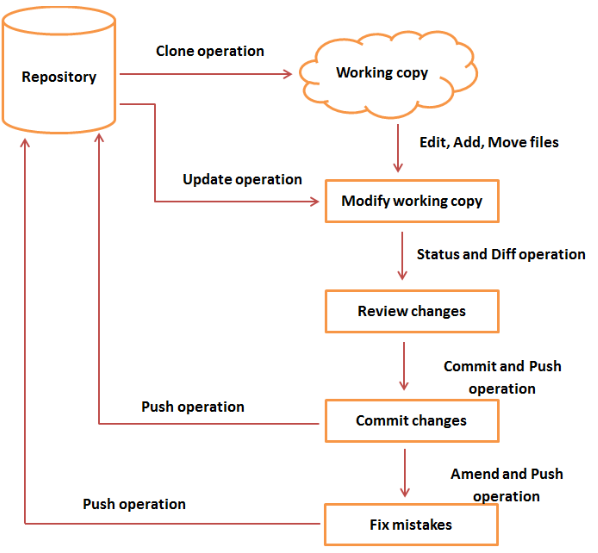 Clone operation
Repository
Working copy
Edit, Add, Move files
Update operation
Modify working copy
Status and Diff operation
Review changes
Commit and Push
operation
Push operation
Commit changes
Amend and Push
operation
Push operation
Fix mistakes